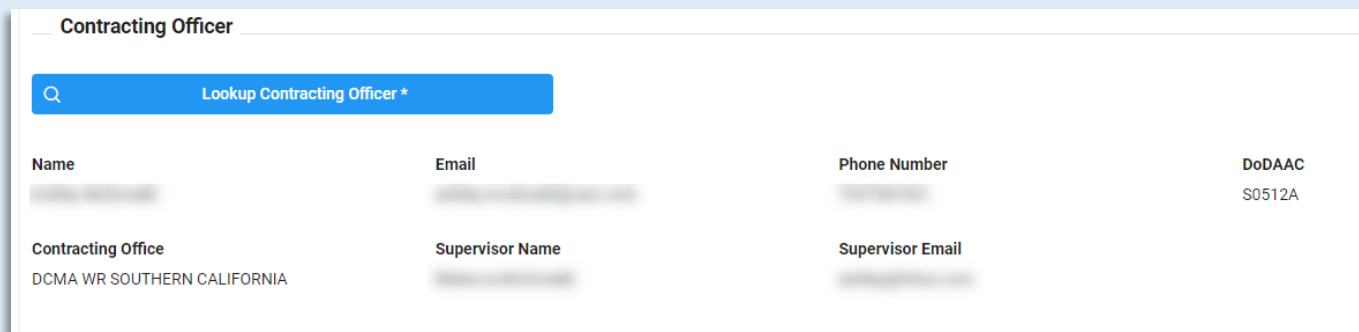 Contracting Officer
Lookup Contracting Officer *
Name Email Phone Number DoDAAC
S0512A
Contracting Office Supervisor Name Supervisor Email
DCMA WR SOUTHERN CALIFORNIA